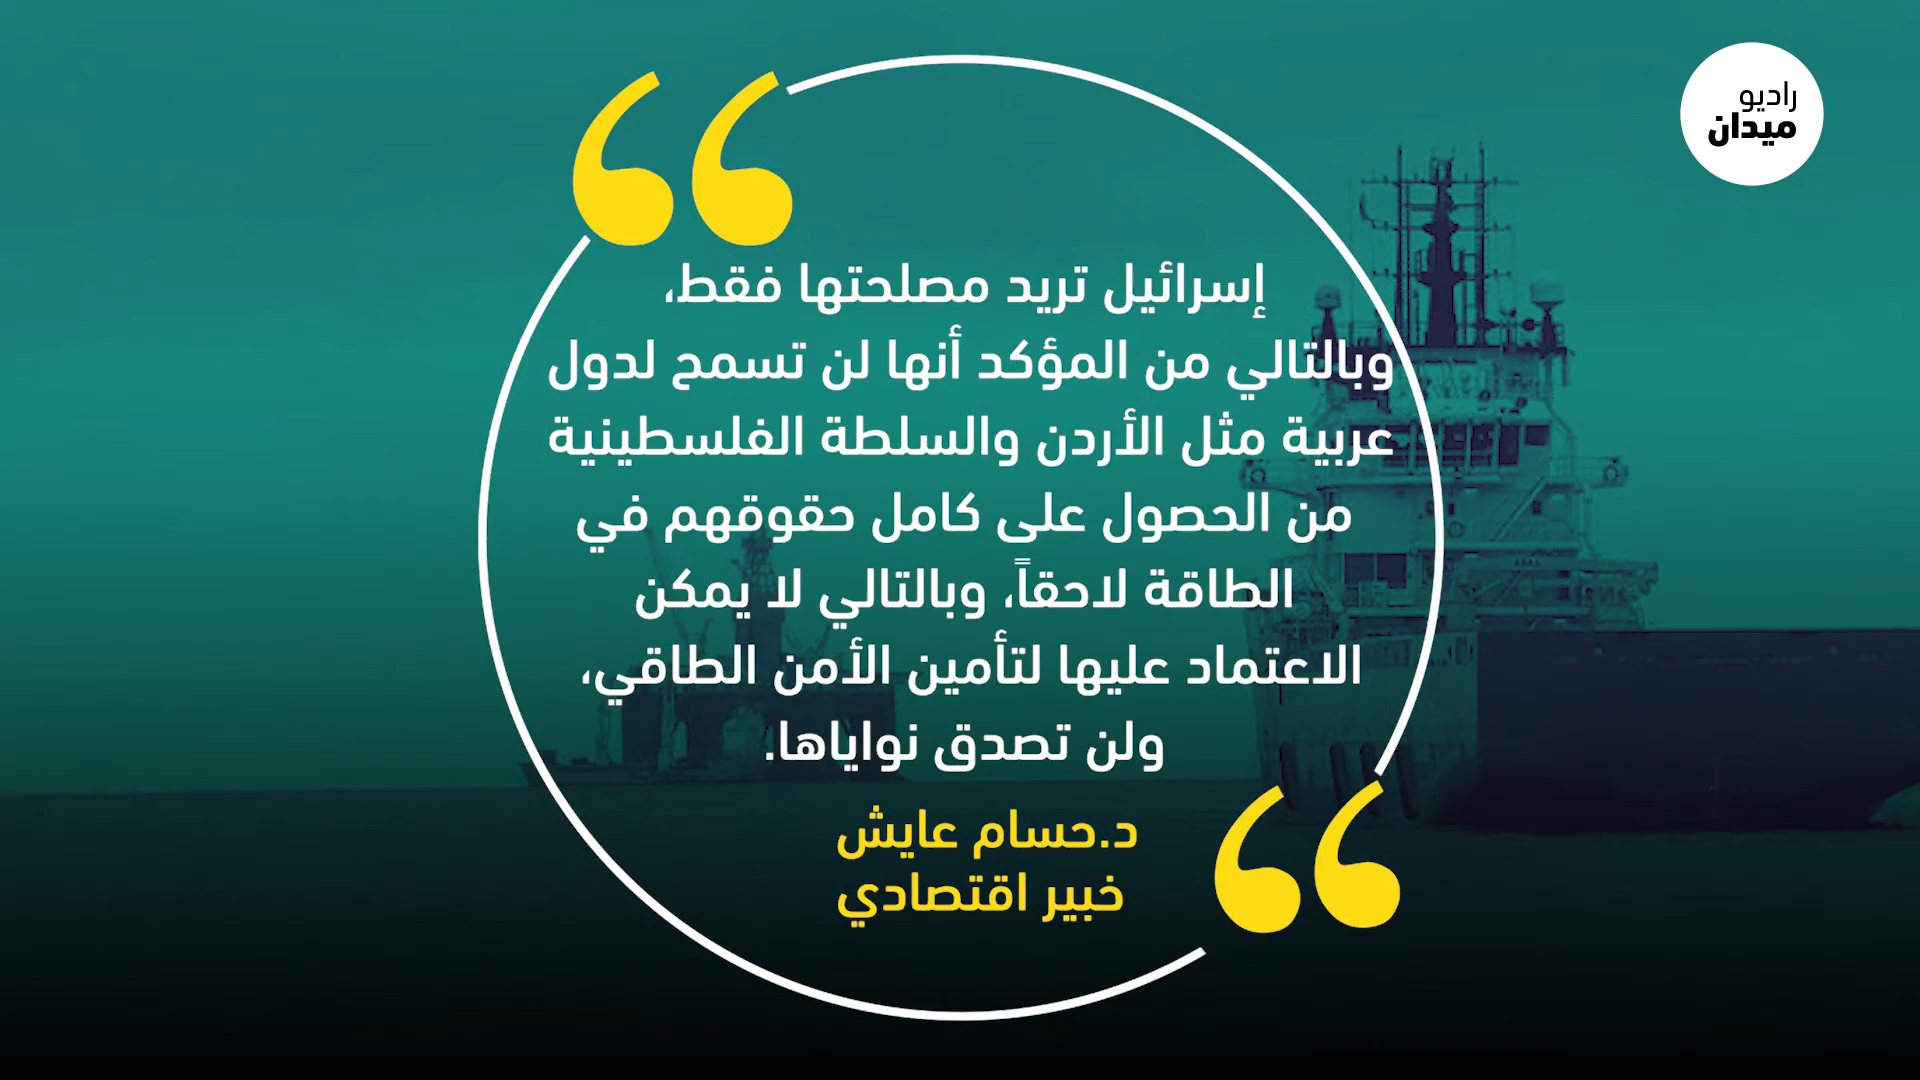 راديو
ميدان
إسرائيل تريد مصلحتها فقط،
وبالتالي من المؤكد أنها لن تسمح لدول
عربية مثل الأردن والسلطة الفلسطينية
من الحصول على كامل حقوقهم في
الطاقة لاحقاً، وبالتالي لا يمكن
الاعتماد عليها لتأمين الأمن الطاقي،
ولن تصدق نواياها.
د.حسام عايش
خبير اقتصادي